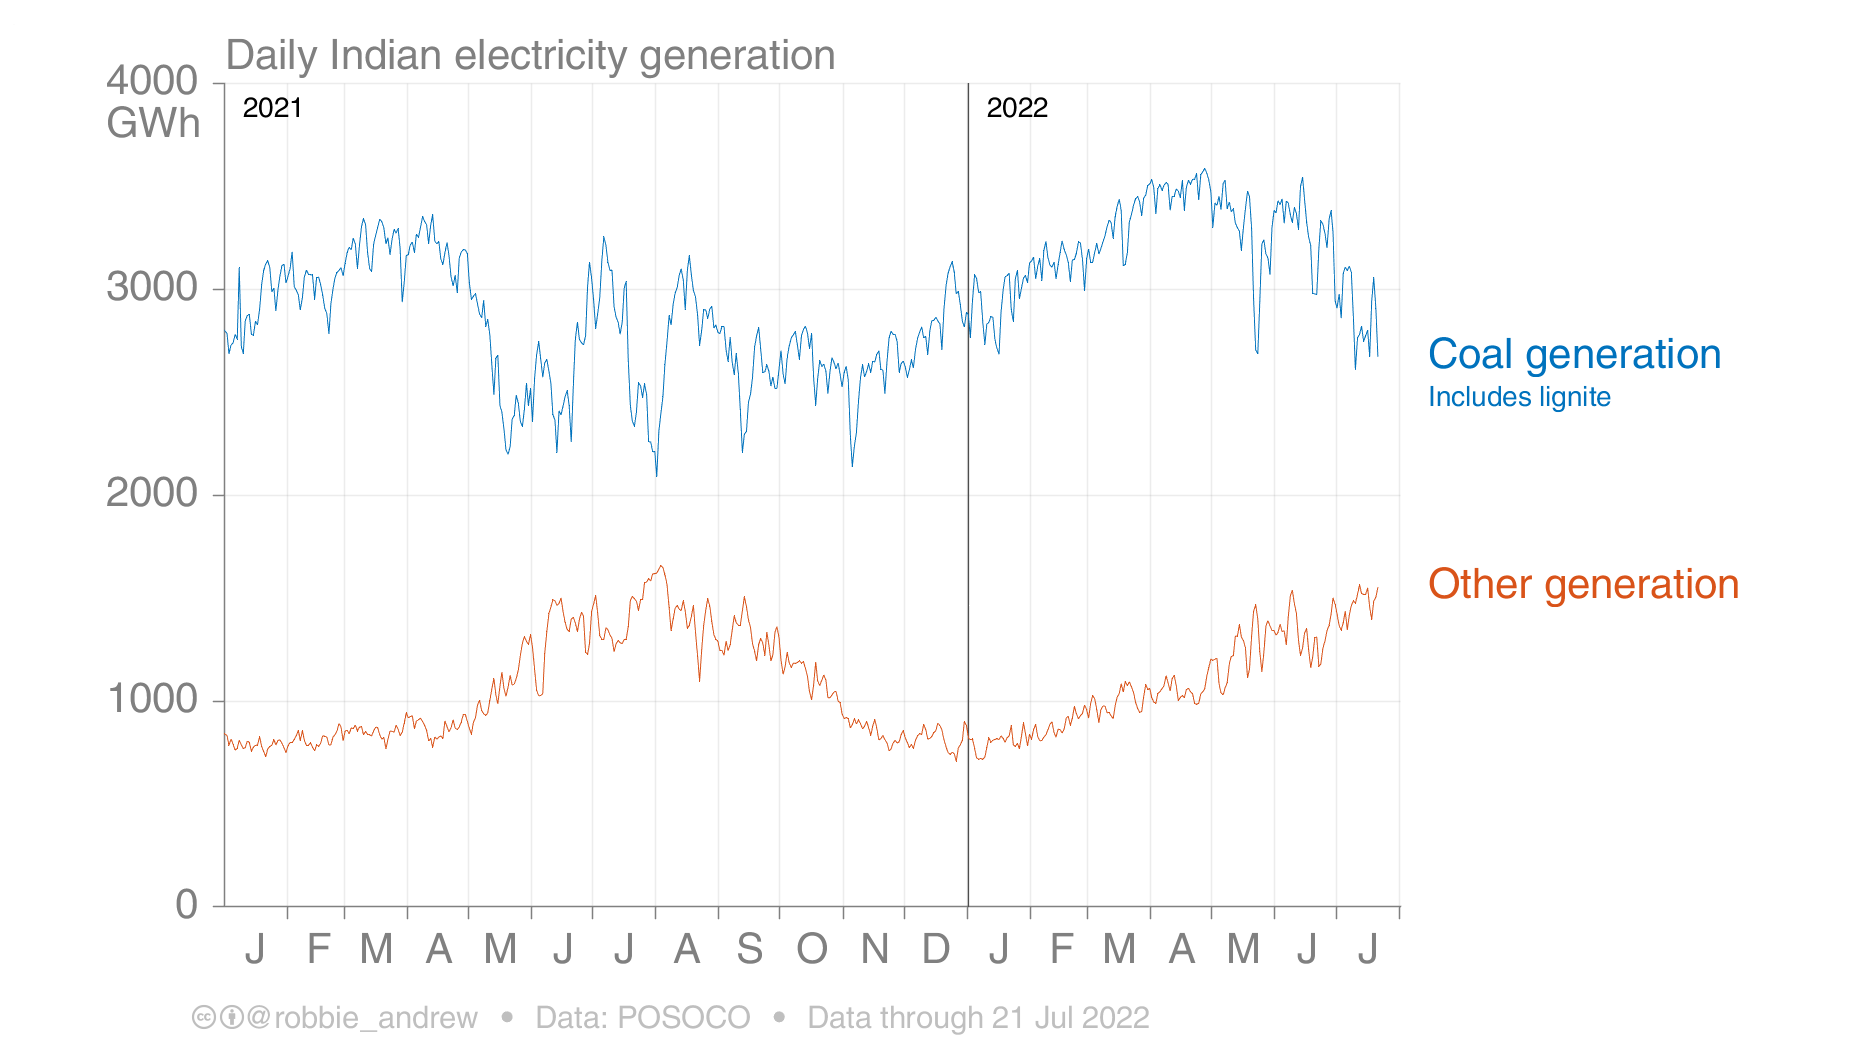 Daily Indian electricity generation
4000
GWh
2021
2022
3000
2000
1000
0
Coal generation
Includes lignite
Other generation
J F M A M J J A S O N D J F M A M J J
@robbie_andrew • Data: POSOCO • Data through 21 Jul 2022